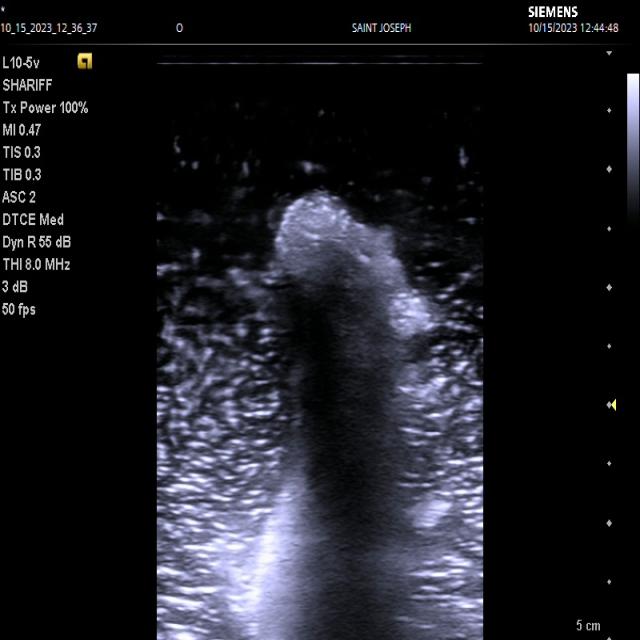 *
SIEMENS
10_15_2023_12_36_37 O SAINT JOSEPH 10/15/2023 12:44:48
L10-5v
SHARIFF
Tx Power 100%
MI 0.47
TIS 0.3
TIB 0.3
ASC 2
DTCE Med
Dyn R 55 dB
THI 8.0 MHz
3 dB
50 fps
5 cm